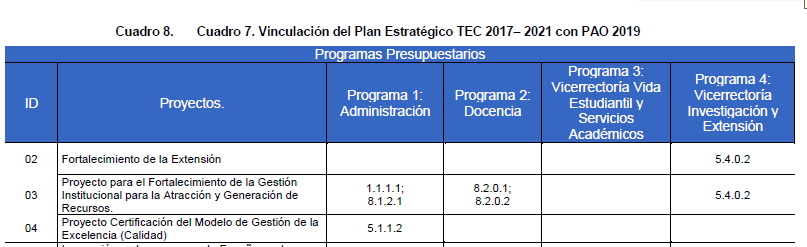 Cuadro 8. Cuadro 7. Vinculación del Plan Estratégico TEC 2017– 2021 con PAO 2019
Programas Presupuestarios
ID
Proyectos.
Programa 1:
Administración
Programa 2:
Docencia
Programa 3:
Vicerrectoría Vida
Estudiantil y
Servicios
Académicos
Programa 4:
Vicerrectoría
Investigación y
Extensión
02
Fortalecimiento de la Extensión
5.4.0.2
03
Proyecto para el Fortalecimiento de la Gestión
Institucional para la Atracción y Generación de
Recursos.
1.1.1.1;
8.1.2.1
8.2.0.1;
8.2.0.2
5.4.0.2
04
Proyecto Certificación del Modelo de Gestión de la
Excelencia (Calidad)
5.1.1.2